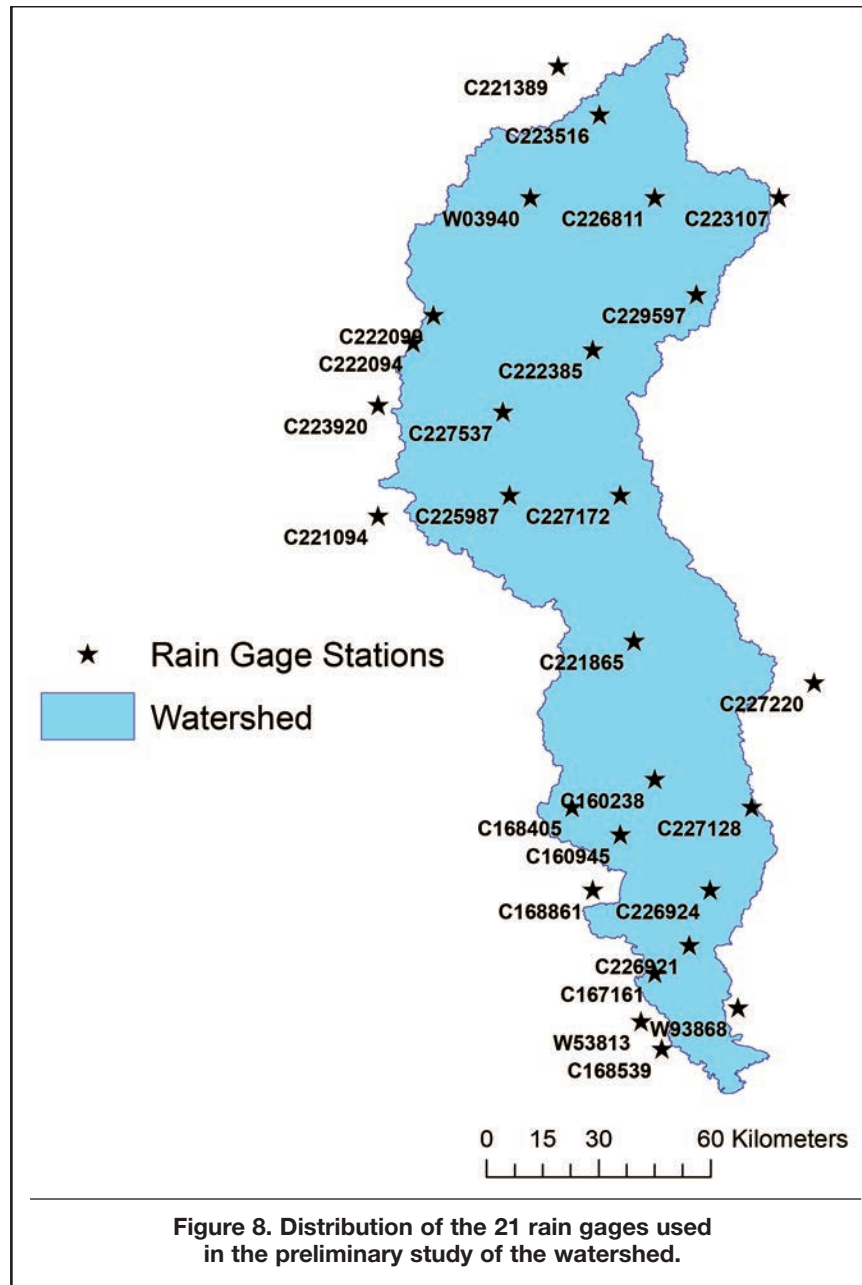 C221389
C223516
W03940
C226811
C223107
C229597
C222099
C222094
C222385
C223920
C227537
C225987
C227172
C221094
Rain Gage Stations
C221865
Watershed
C227220
C160238
C168405
C227128
C160945
C168861
C226924
C226921
C167161
W93868
W53813
C168539
0 15 30 60 Kilometers
Figure 8. Distribution of the 21 rain gages used
in the preliminary study of the watershed.